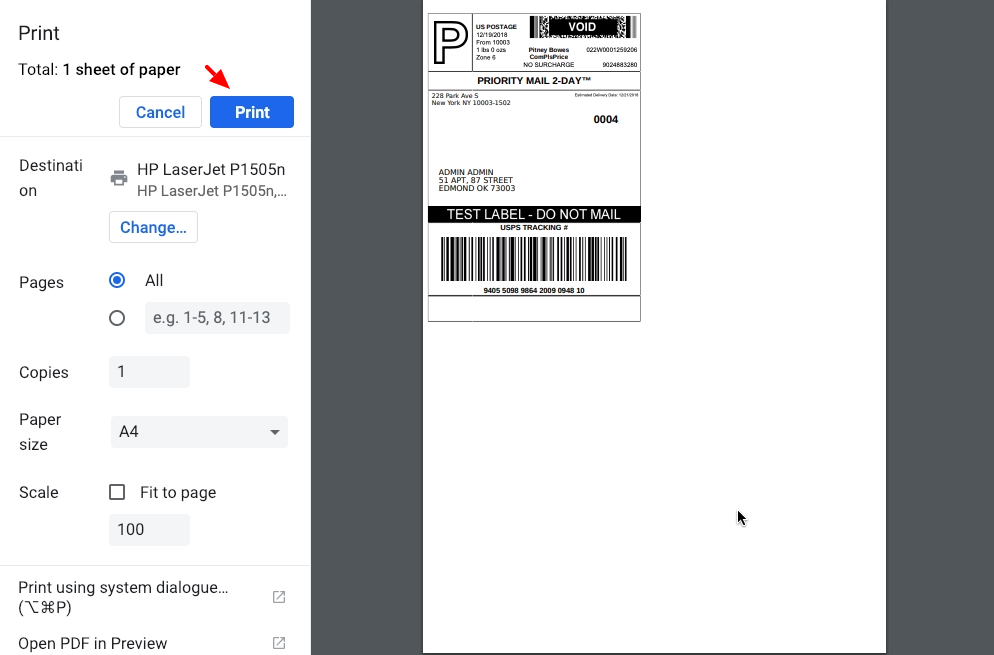 Print
Total: 1 sheet of paper
Cancel
Print
Destinati
on
HP LaserJet P1505n
HP LaserJet P1505n,...
Change...
Pages
All
e.g. 1-5, 8, 11-13
Copies
1
Paper
size
A4
Scale
Fit to page
100
Print using system dialogue...
(⌥⌘P)
Open PDF in Preview
P
US POSTAGE
12/19/2018
From 10003
1 lbs 0 ozs
Zone 6
VOID
Pitney Bowes
ComPlsPrice
NO SURCHARGE
022W0001259206
9024883280
PRIORITY MAIL 2-DAY™
228 Park Ave S
New York NY 10003-1502
Estimated Delivery Date: 12/21/2018
0004
ADMIN ADMIN
51 APT, 87 STREET
EDMOND OK 73003
TEST LABEL - DO NOT MAIL
USPS TRACKING #
9405 5098 9864 2009 0948 10